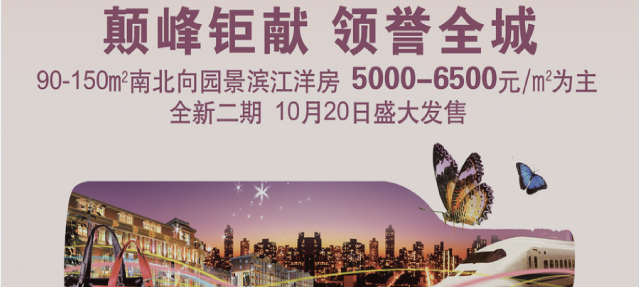 颠峰钜献 领誉全城
90-150㎡南北向园景滨江洋房 5000-6500元/㎡为主
全新二期 10月20日盛大发售